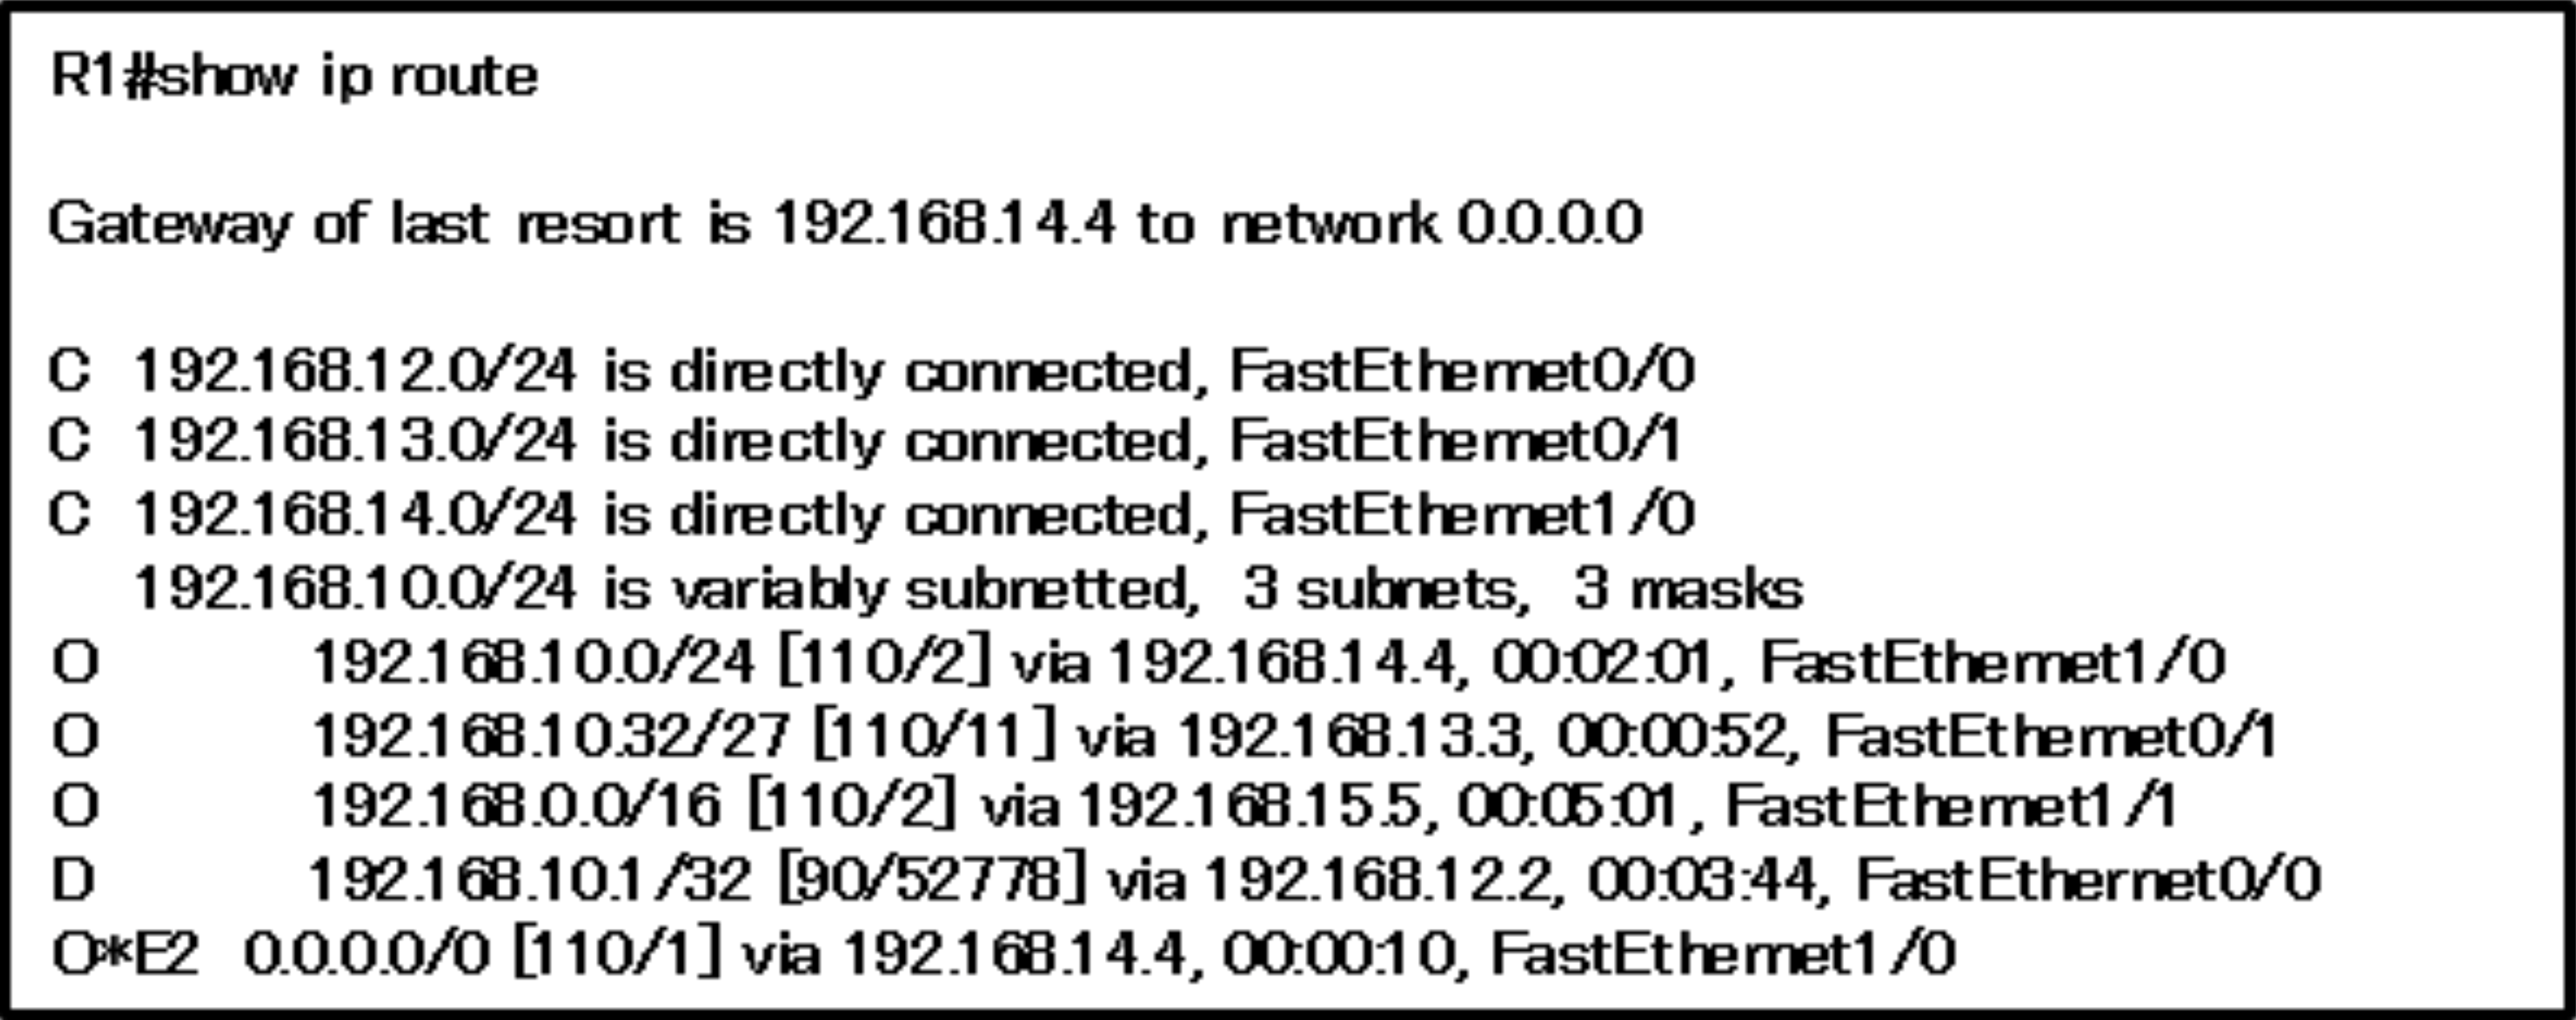 R1#show ip route
Gateway of last resort is 192.168.14.4 to network 0.0.0.0
C 192.168.12.0/24 is directly connected, FastEthernet0/0
C 192.168.13.0/24 is directly connected, FastEthernet0/1
C 192.168.14.0/24 is directly connected, FastEthernet1/0
192.168.10.0/24 is variably subnetted, 3 subnets, 3 masks
O 192.168.10.0/24 [110/2] via 192.168.14.4, 00:02:01, FastEthernet1/0
O 192.168.10.32/27 [110/11] via 192.168.13.3, 00:00:52, FastEthernet0/1
O 192.168.0.0/16 [110/2] via 192.168.15.5, 00:05:01, FastEthernet1/1
D 192.168.10.1/32 [90/52778] via 192.168.12.2, 00:03:44, FastEthernet0/0
O*E2 0.0.0.0/0 [110/1] via 192.168.14.4, 00:00:10, FastEthernet1/0